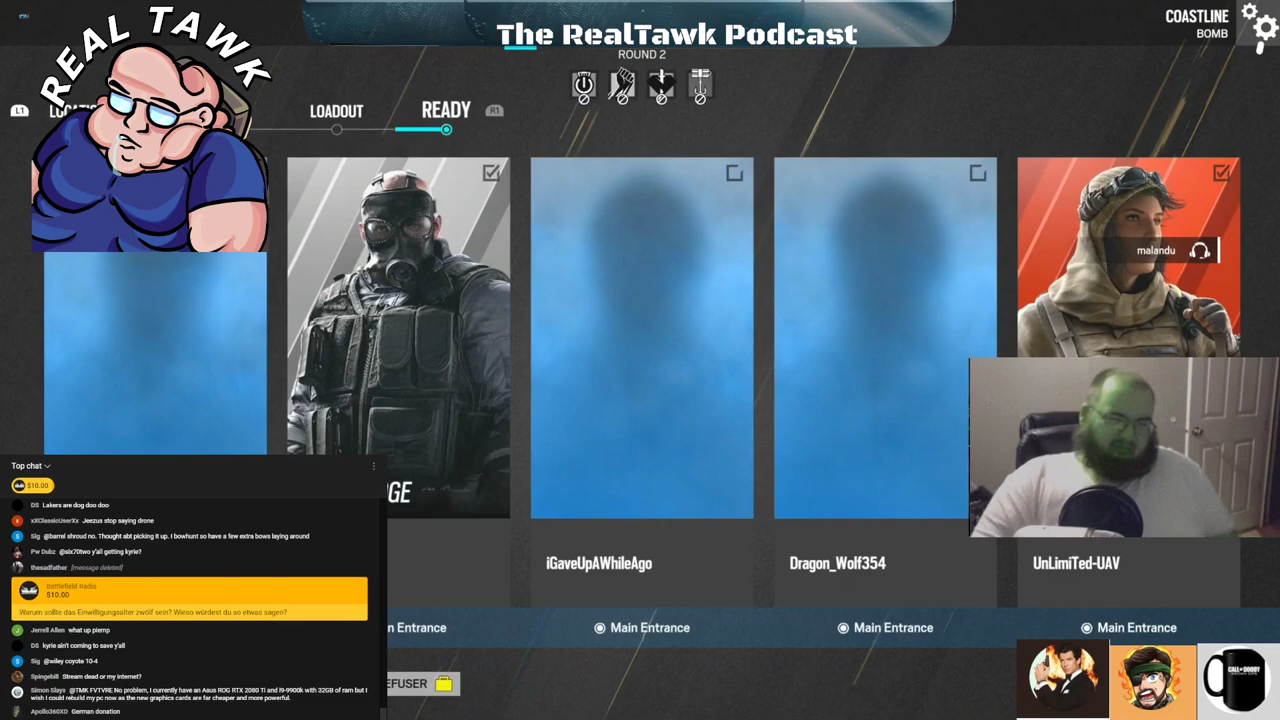 REAL TAWK
The RealTawk Podcast
COASTLINE
BOMB
ROUND 2
L1
LOADOUT
READY
R1
malandu
GE
iGaveUpAWhileAgo
Dragon_Wolf354
UnLimiTed-UAV
n Entrance
Main Entrance
Main Entrance
Main Entrance
EFUSER
Top chat
$10.00
DS Lakers are dog doo doo
xXClassicUserXx Jeezus stop saying drone
Sig @barrel shroud no. Thought abt picking it up. I bowhunt so have a few extra bows laying around
Pw Dubz @six70two y'all getting kyrie?
thesadfather [message deleted]
Battlefield Radio
$10.00
Warum sollte das Einwilligungsalter zwölf sein? Wieso würdest du so etwas sagen?
Jerrell Allen what up piemp
DS kyrie ain't coming to save y'all
Sig @wiley coyote 10-4
Spingebill Stream dead or my internet?
Simon Slays @TMK FVTVRE No problem, I currently have an Asus ROG RTX 2080 Ti and i9-9900k with 32GB of ram but I
wish I could rebuild my pc now as the new graphics cards are far cheaper and more powerful.
Apollo360XD German donation
CALL OF DOODY